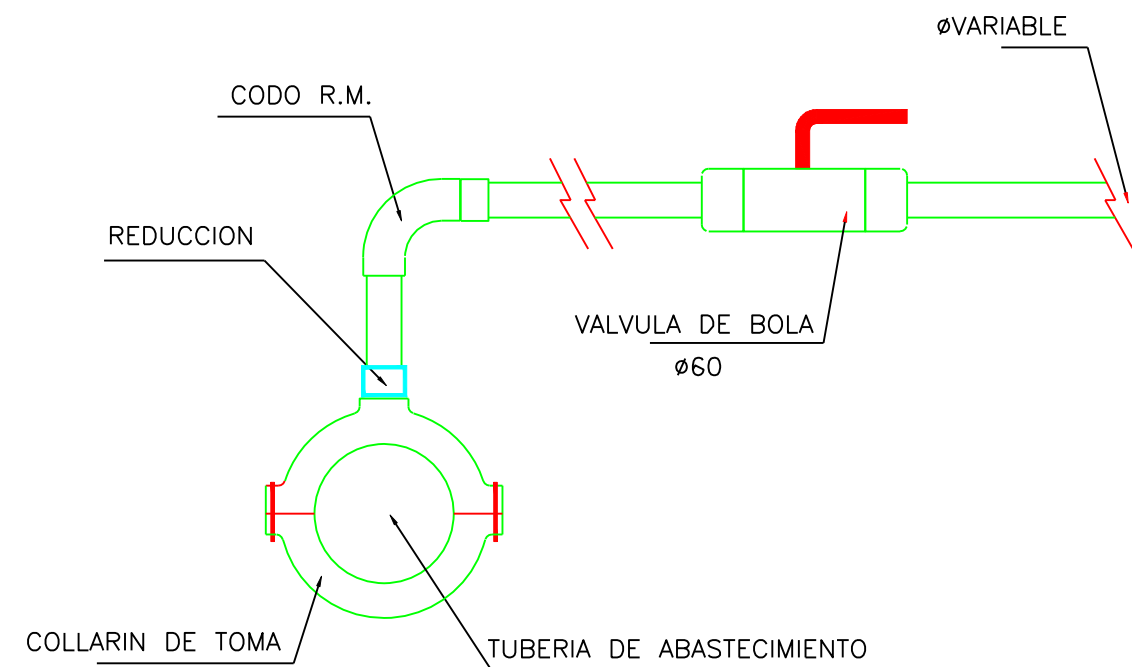 øVARIABLE
CODO R.M.
REDUCCION
VALVULA DE BOLA
ø60
COLLARIN DE TOMA
TUBERIA DE ABASTECIMIENTO